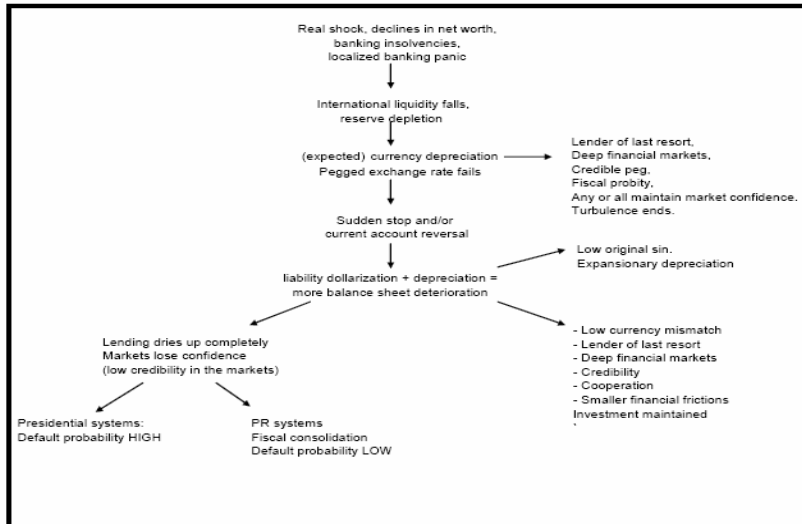 Real shock, declines in net worth,
banking insolvencies,
localized banking panic
International liquidity falls,
reserve depletion
(expected) currency depreciation
Pegged exchange rate fails
Lender of last resort,
Deep financial markets,
Credible peg,
Fiscal probity,
Any or all maintain market confidence.
Turbulence ends.
Sudden stop and/or
current account reversal
Low original sin.
Expansionary depreciation
liability dollarization + depreciation =
more balance sheet deterioration
Lending dries up completely
Markets lose confidence
(low credibility in the markets)
- Low currency mismatch
- Lender of last resort
- Deep financial markets
- Credibility
- Cooperation
- Smaller financial frictions
Investment maintained
Presidential systems:
Default probability HIGH
PR systems
Fiscal consolidation
Default probability LOW